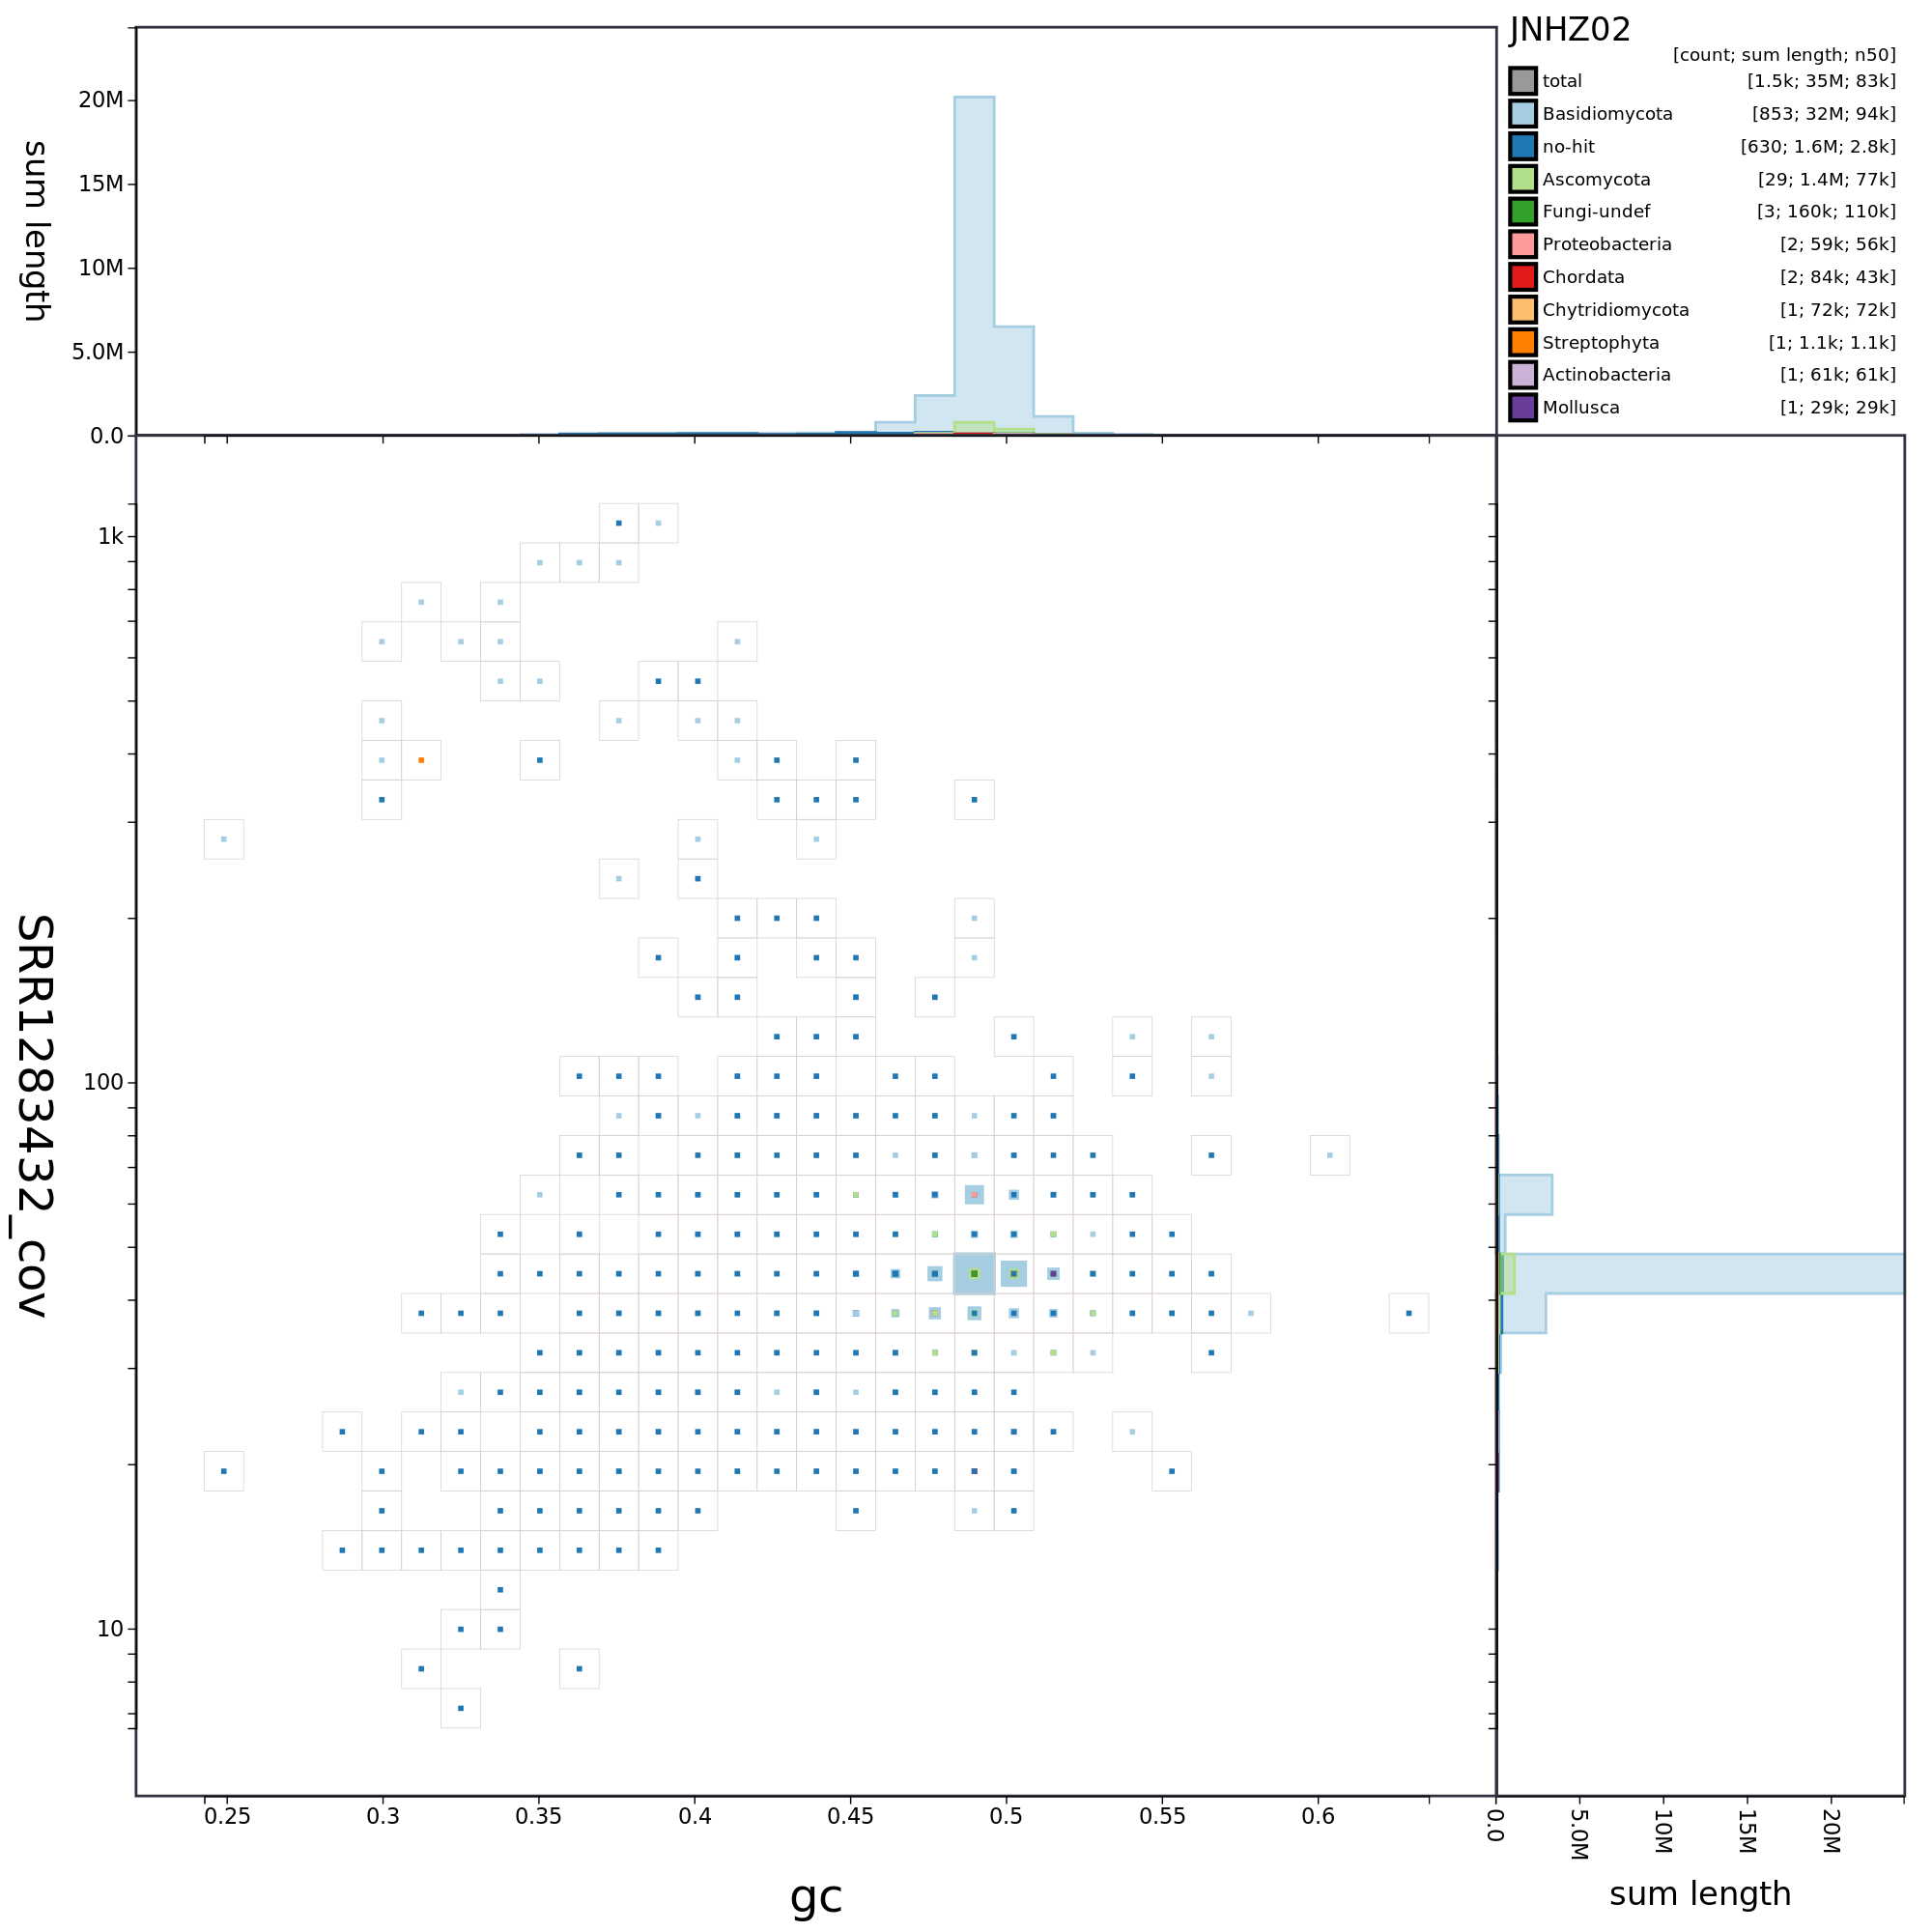 JNHZ02
[count; sum length; n50]
total [1.5k; 35M; 83k]
Basidiomycota [853; 32M; 94k]
no-hit [630; 1.6M; 2.8k]
Ascomycota [29; 1.4M; 77k]
Fungi-undef [3; 160k; 110k]
Proteobacteria [2; 59k; 56k]
Chordata [2; 84k; 43k]
Chytridiomycota [1; 72k; 72k]
Streptophyta [1; 1.1k; 1.1k]
Actinobacteria [1; 61k; 61k]
Mollusca [1; 29k; 29k]
sum length
20M
15M
10M
5.0M
0.0
SRR1283432_cov
1k
100
10
0.25 0.3 0.35 0.4 0.45 0.5 0.55 0.6
gc
0.0 5.0M 10M 15M 20M
sum length